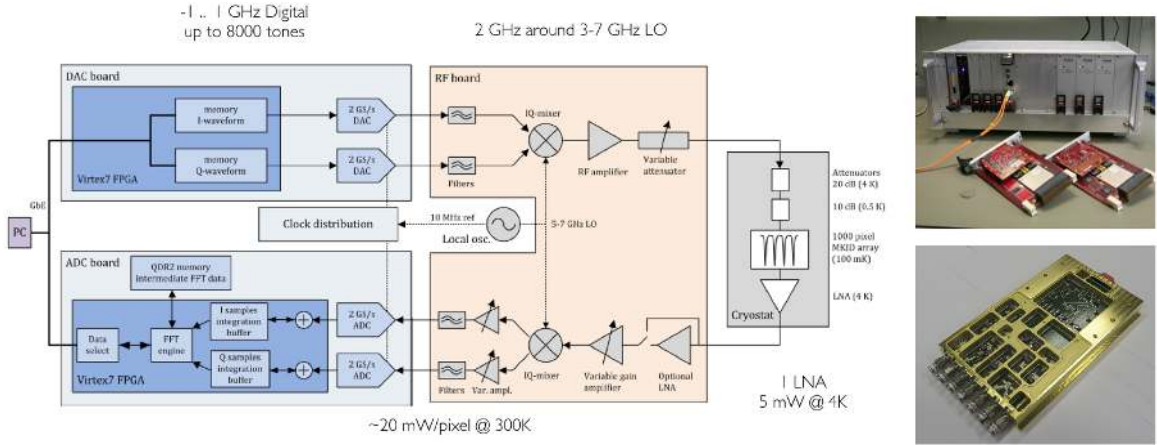 -1 .. 1 GHz Digital
up to 8000 tones
2 GHz around 3-7 GHz LO
DAC board
memory
I-waveform
memory
Q-waveform
Virtex7 FPGA
2 GS/s
DAC
2 GS/s
DAC
RF board
Filters
IQ-mixer
RF amplifier
Variable
attenuator
GbE
PC
Clock distribution
10 MHz ref
Local osc.
5-7 GHz LO
Attenuators
20 dB (4 K)
10 dB (0.5 K)
1000 pixel
MKID array
(100 mK)
LNA (4 K)
Cryostat
ADC board
QDR2 memory
intermediate FFT data
Data
select
FFT
engine
I samples
integration
buffer
Q samples
integration
buffer
Virtex7 FPGA
2 GS/s
ADC
2 GS/s
ADC
Filters
Var. ampl.
IQ-mixer
Variable gain
amplifier
Optional
LNA
1 LNA
5 mW @ 4K
~20 mW/pixel @ 300K